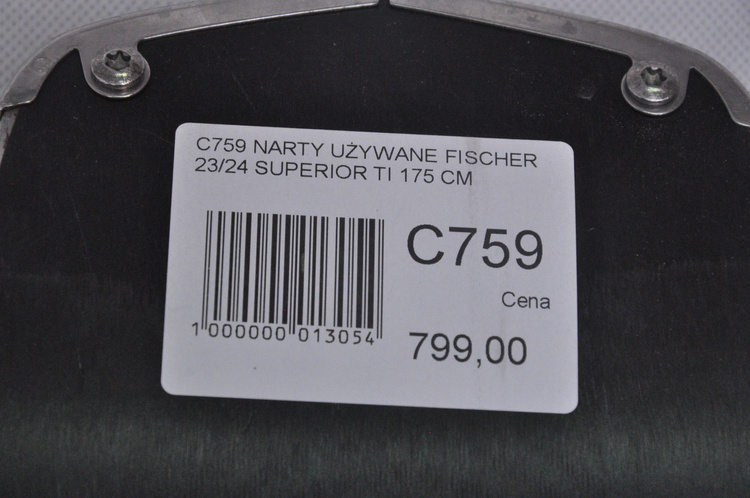 C759 NARTY UŻYWANE FISCHER
23/24 SUPERIOR TI 175 CM
C759
Cena
799,00
1 000000 013054